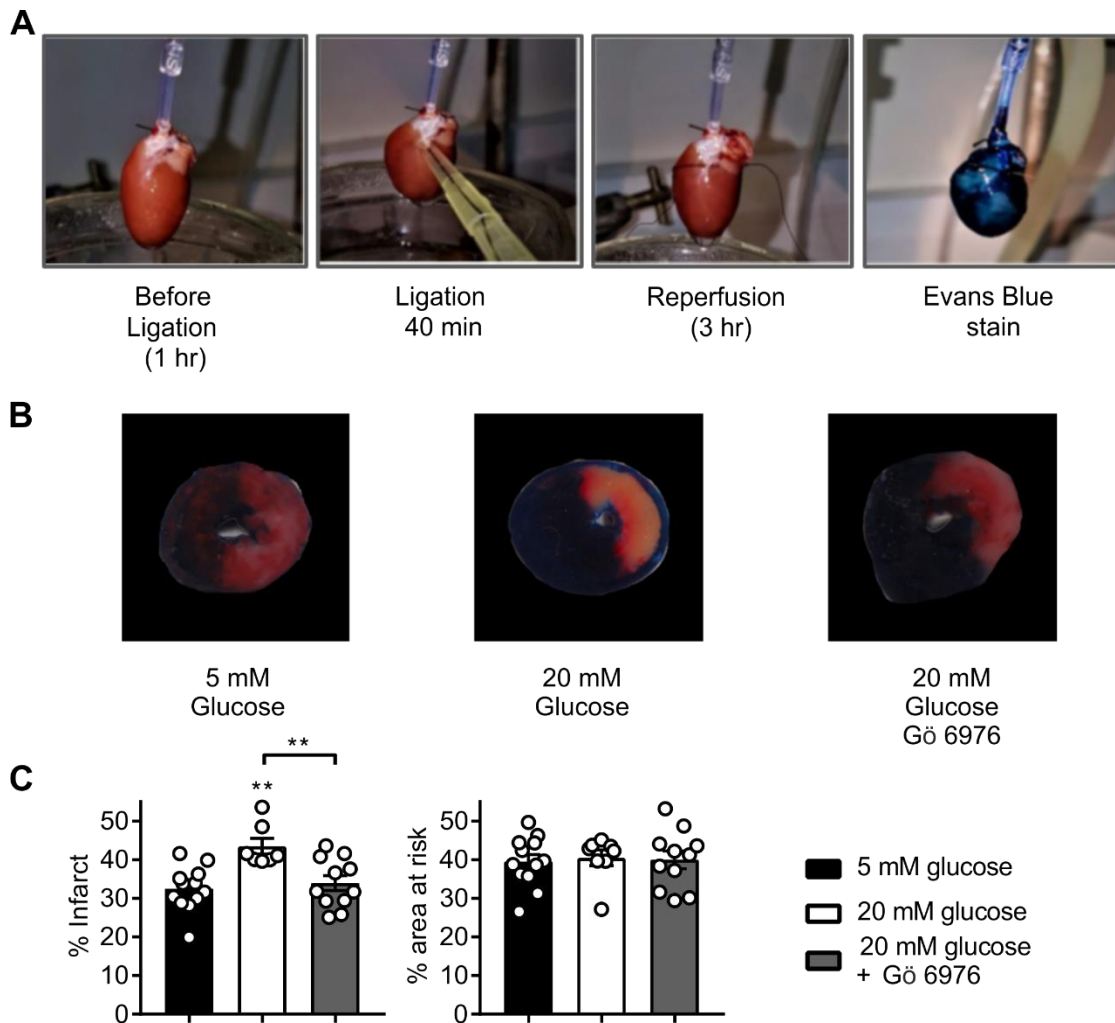 A
Before
Ligation
(1 hr)
Ligation
40 min
Reperfusion
(3 hr)
Evans Blue
stain
B
5 mM
Glucose
20 mM
Glucose
20 mM
Glucose
Gö 6976
C
**
**
% Infarct
50
40
30
20
10
0
% area at risk
50
40
30
20
10
0
5 mM glucose
20 mM glucose
20 mM glucose
+ Gö 6976